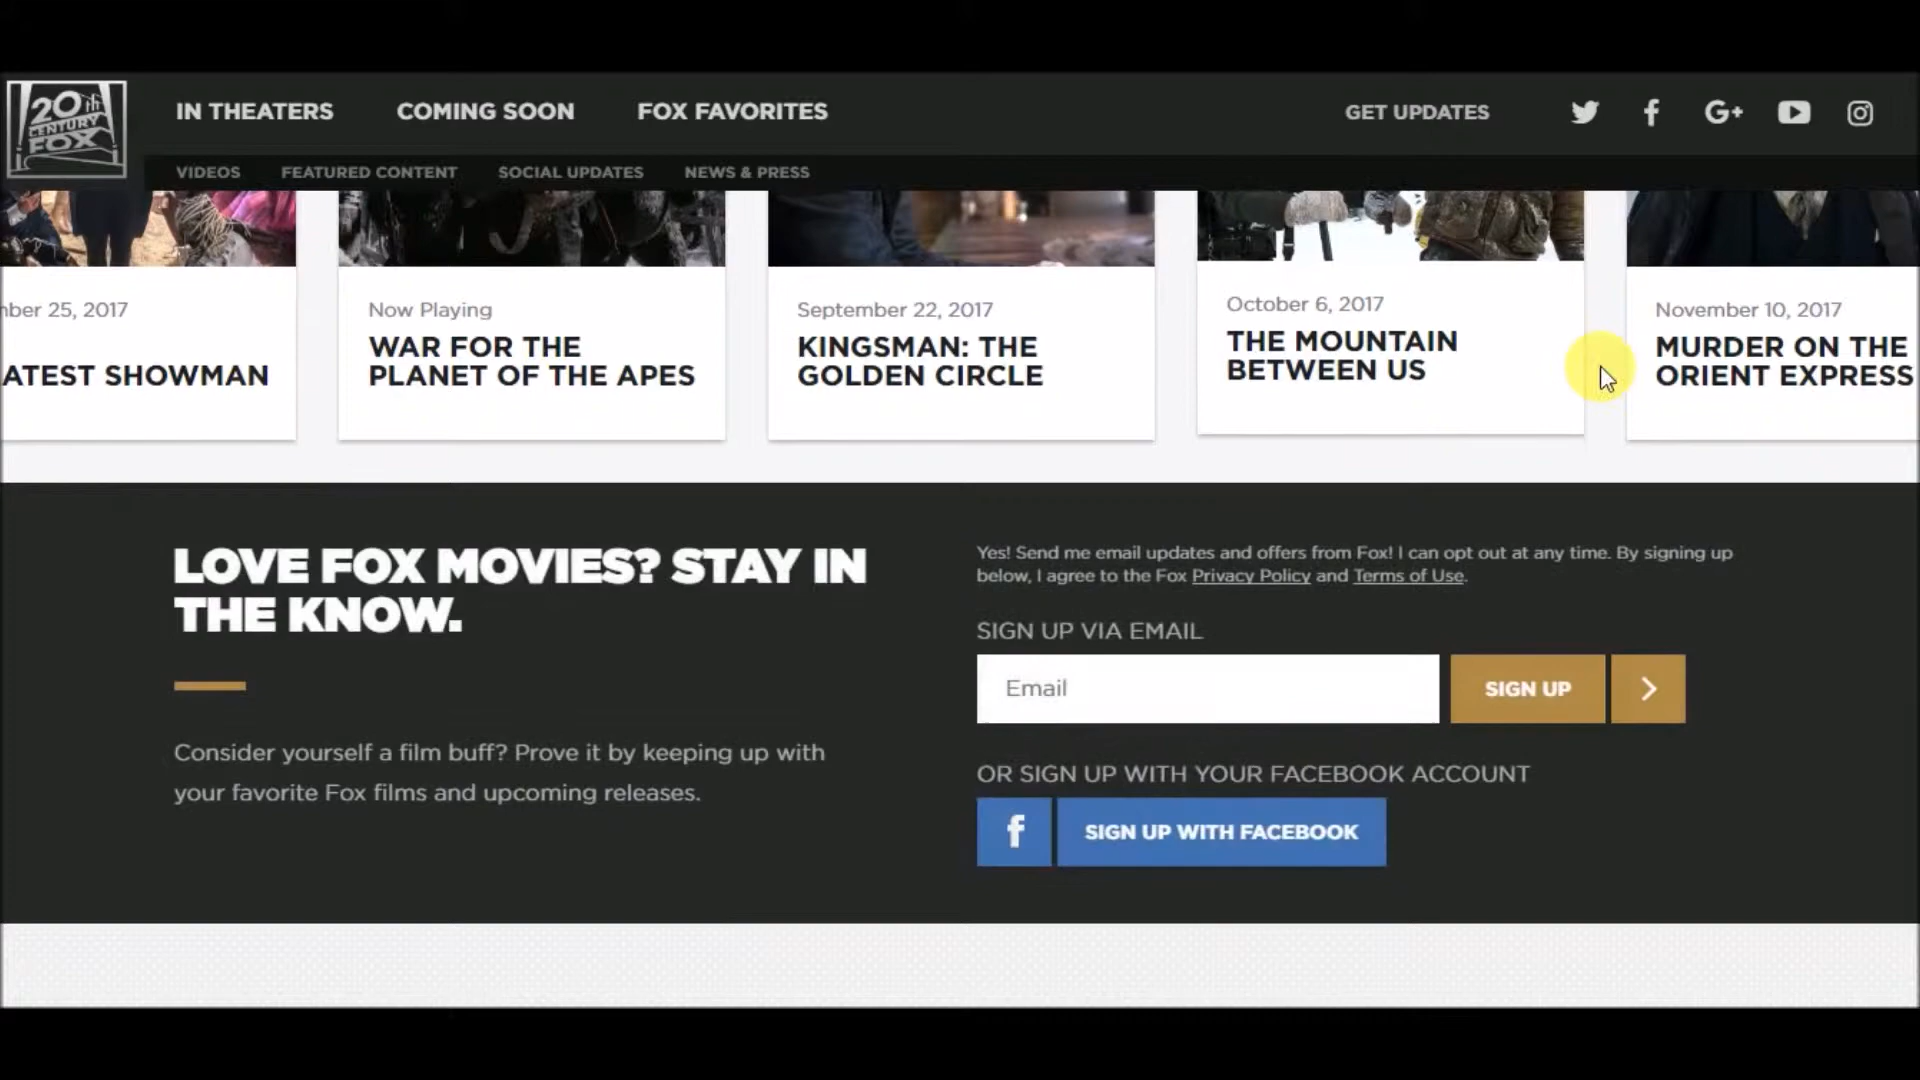 20th
CENTURY
FOX
IN THEATERS COMING SOON FOX FAVORITES GET UPDATES G+
VIDEOS FEATURED CONTENT SOCIAL UPDATES NEWS & PRESS
mber 25, 2017
ATEST SHOWMAN
Now Playing
WAR FOR THE
PLANET OF THE APES
September 22, 2017
KINGSMAN: THE
GOLDEN CIRCLE
October 6, 2017
THE MOUNTAIN
BETWEEN US
November 10, 2017
MURDER ON THE
ORIENT EXPRESS
LOVE FOX MOVIES? STAY IN
THE KNOW.
Consider yourself a film buff? Prove it by keeping up with
your favorite Fox films and upcoming releases.
Yes! Send me email updates and offers from Fox! I can opt out at any time. By signing up
below, I agree to the Fox Privacy Policy and Terms of Use.
SIGN UP VIA EMAIL
Email
SIGN UP
OR SIGN UP WITH YOUR FACEBOOK ACCOUNT
f SIGN UP WITH FACEBOOK